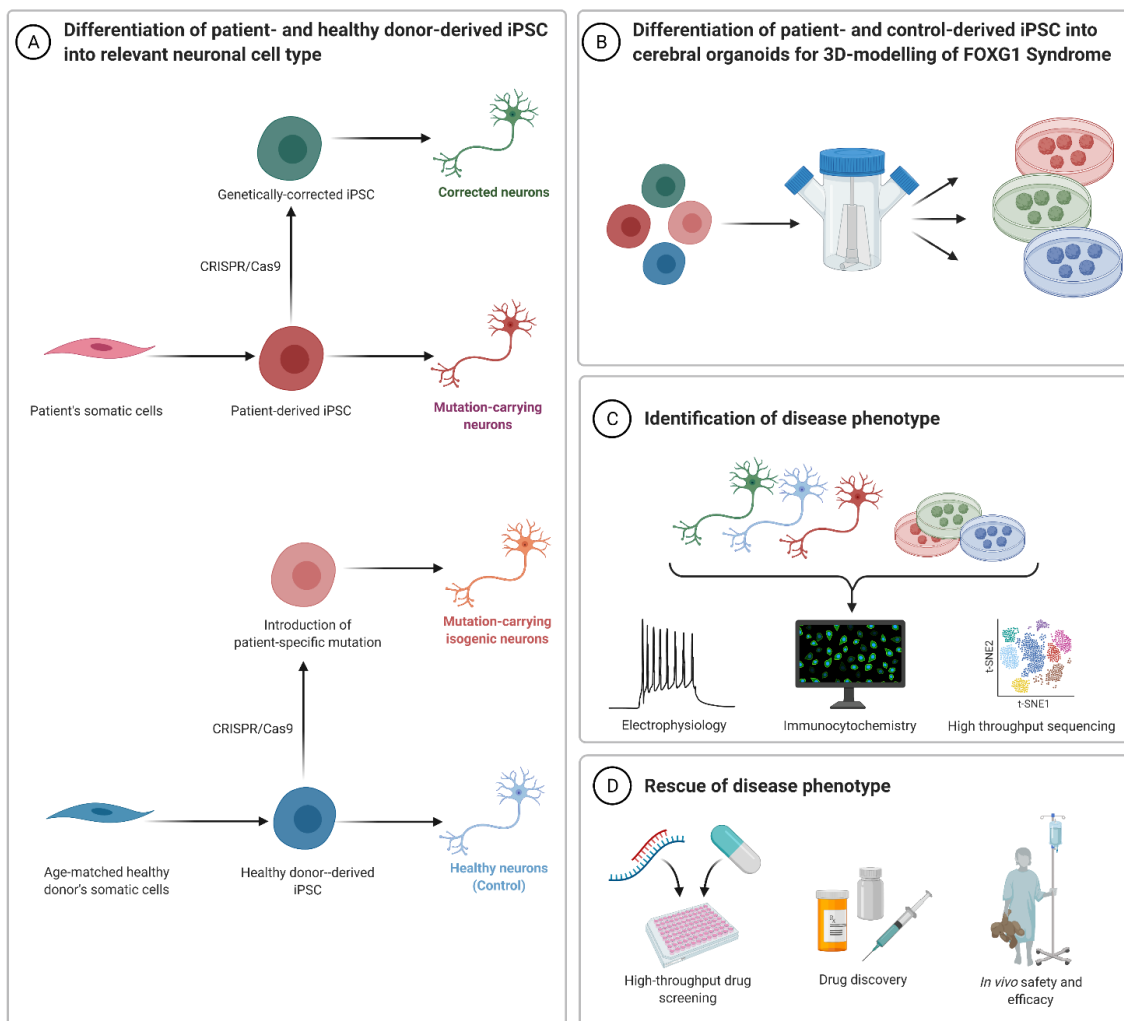 A
Differentiation of patient- and healthy donor-derived iPSC
into relevant neuronal cell type
Genetically-corrected iPSC
Corrected neurons
CRISPR/Cas9
Patient's somatic cells
Patient-derived iPSC
Mutation-carrying
neurons
Introduction of
patient-specific mutation
Mutation-carrying
isogenic neurons
CRISPR/Cas9
Age-matched healthy
donor's somatic cells
Healthy donor--derived
iPSC
Healthy neurons
(Control)
B
Differentiation of patient- and control-derived iPSC into
cerebral organoids for 3D-modelling of FOXG1 Syndrome
C
Identification of disease phenotype
Electrophysiology
Immunocytochemistry
t-SNE2
t-SNE1
High throughput sequencing
D
Rescue of disease phenotype
High-throughput drug
screening
Drug discovery
In vivo safety and
efficacy